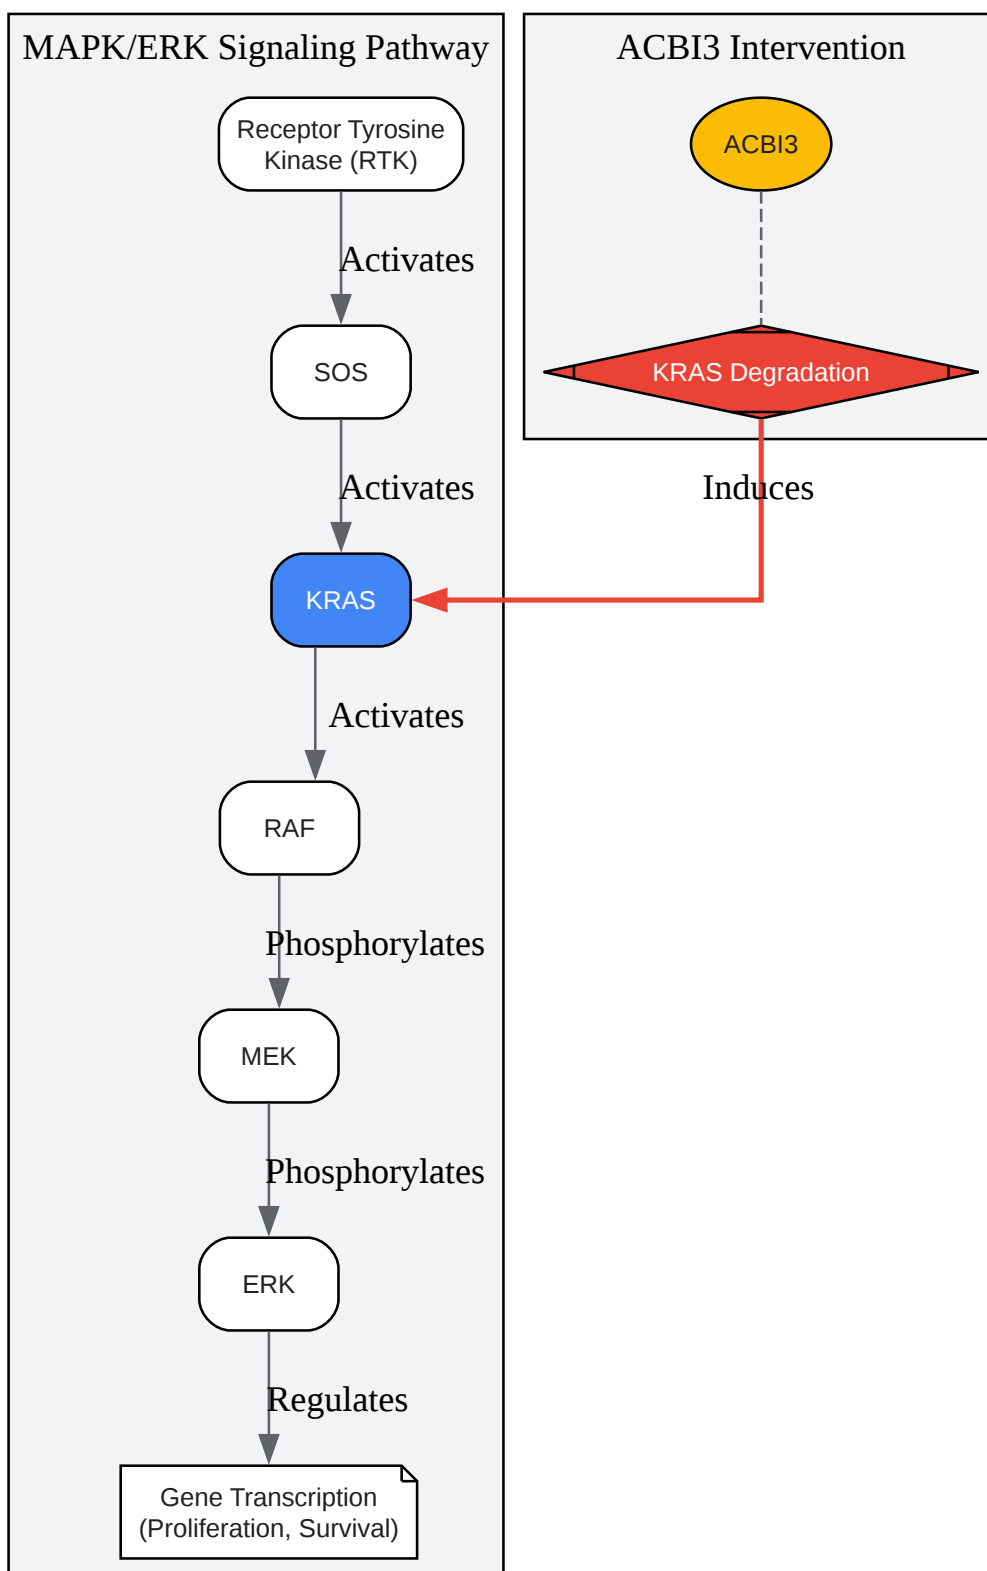 MAPK/ERK Signaling Pathway
Receptor Tyrosine
Kinase (RTK)
Activates
SOS
Activates
KRAS
Activates
RAF
Phosphorylates
MEK
Phosphorylates
ERK
Regulates
Gene Transcription
(Proliferation, Survival)
ACBI3 Intervention
ACBI3
KRAS Degradation
Induces